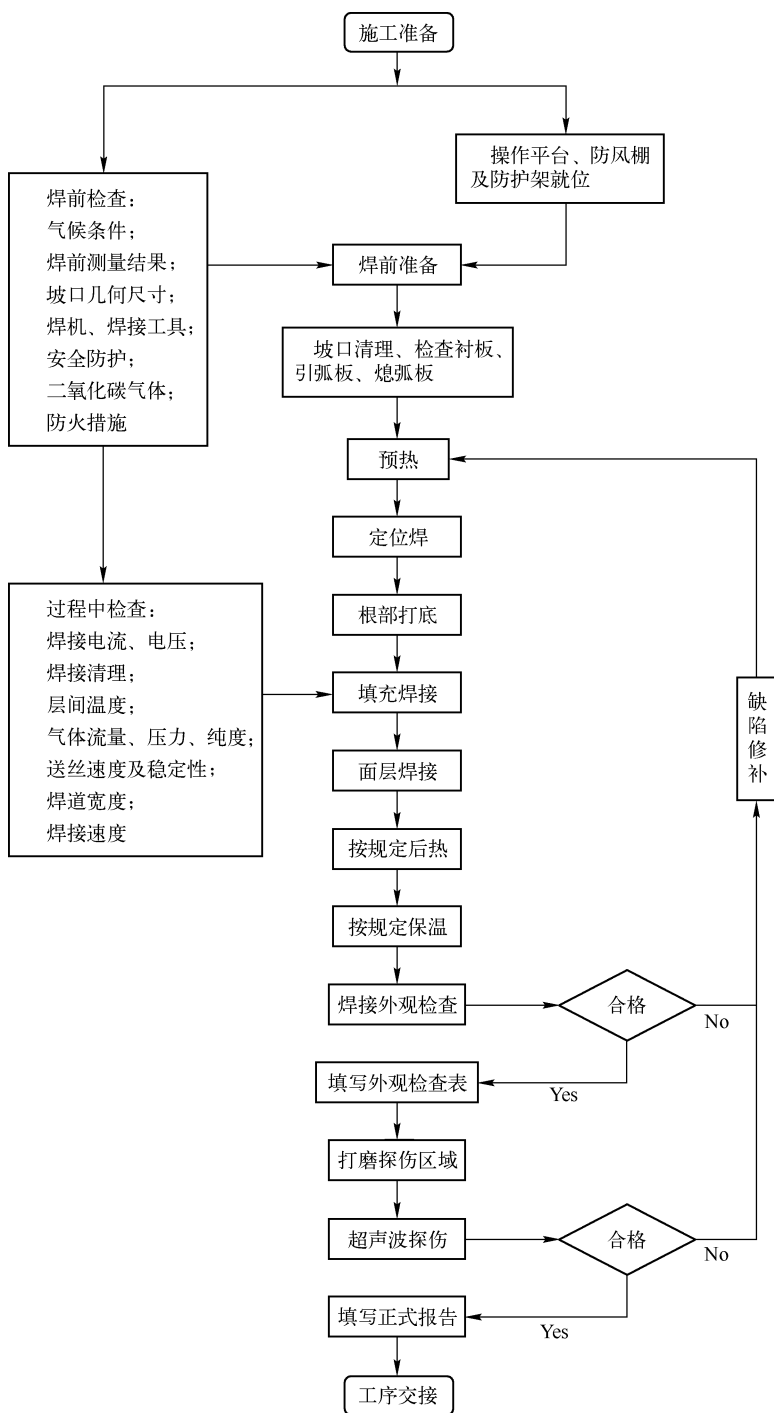 施工准备
操作平台、防风棚
及防护架就位
焊前检查：
气候条件；
焊前测量结果；
坡口几何尺寸；
焊机、焊接工具；
安全防护；
二氧化碳气体；
防火措施
焊前准备
坡口清理、检查衬板、
引弧板、熄弧板
预热
定位焊
根部打底
过程中检查：
焊接电流、电压；
焊接清理；
层间温度；
气体流量、压力、纯度；
送丝速度及稳定性；
焊道宽度；
焊接速度
填充焊接
缺
陷
修
补
面层焊接
按规定后热
按规定保温
焊接外观检查
合格
No
填写外观检查表
Yes
打磨探伤区域
超声波探伤
合格
No
填写正式报告
Yes
工序交接